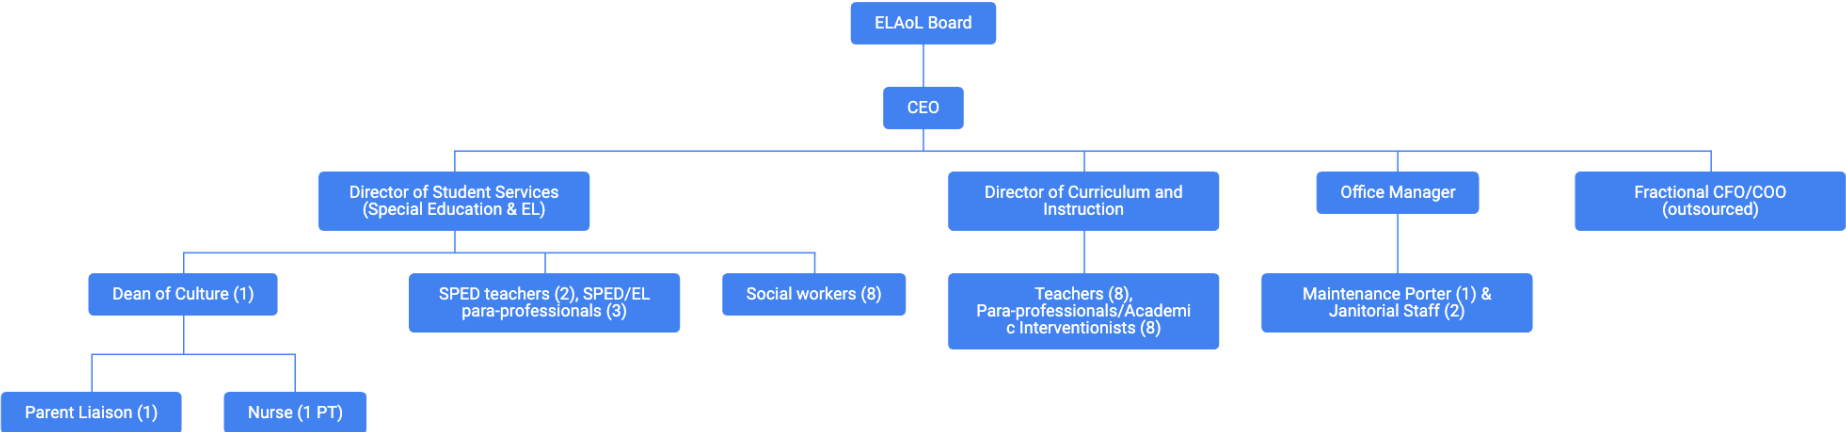 ELAoL Board
CEO
Director of Student Services
(Special Education & EL)
Director of Curriculum and
Instruction
Office Manager
Fractional CFO/COO
(outsourced)
Dean of Culture (1)
SPED teachers (2), SPED/EL
para-professionals (3)
Social workers (8)
Teachers (8),
Para-professionals/Academi
c Interventionists (8)
Maintenance Porter (1) &
Janitorial Staff (2)
Parent Liaison (1)
Nurse (1 PT)